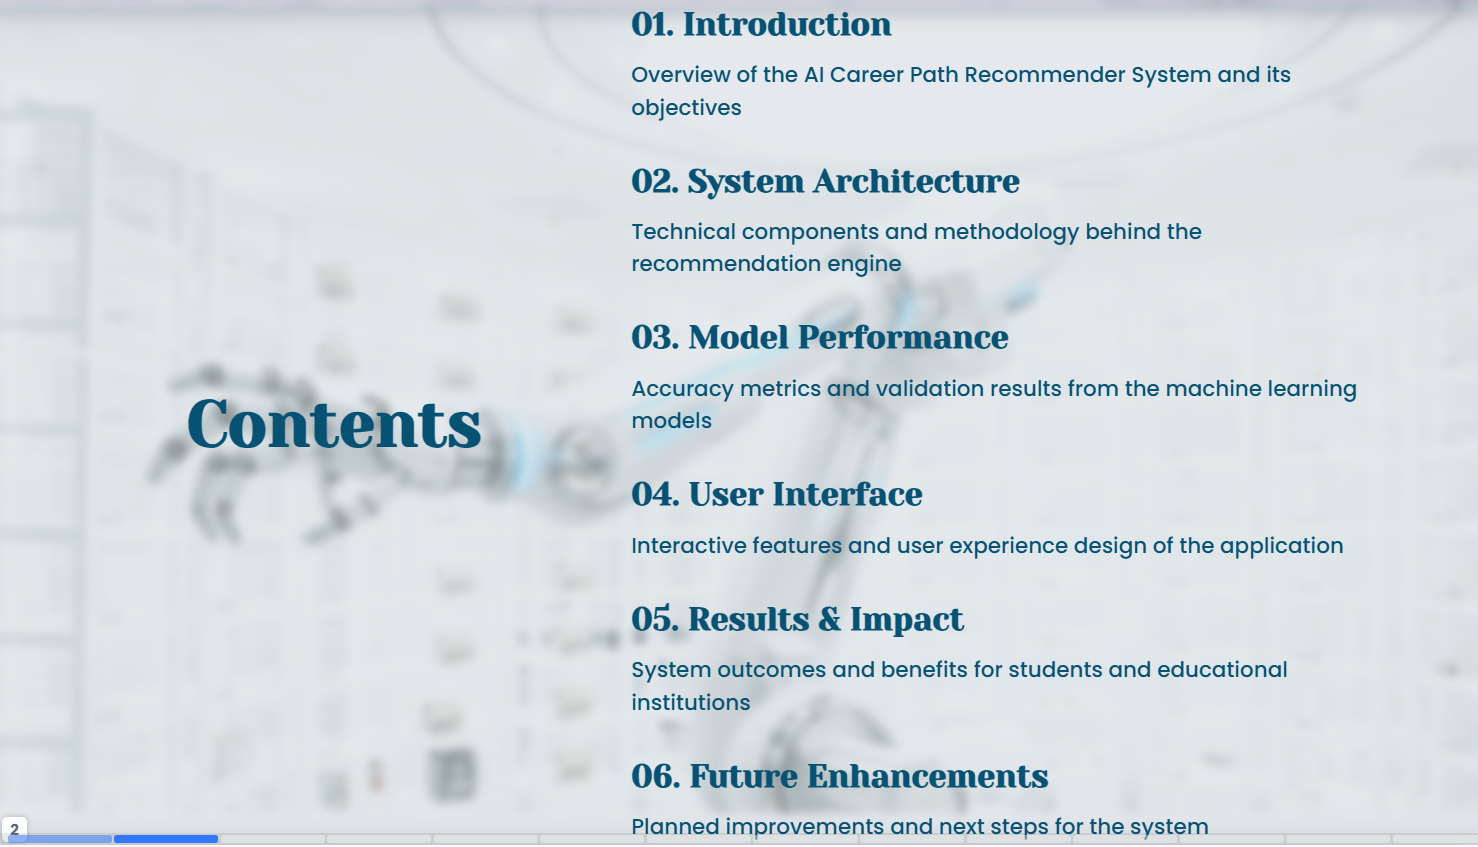 Contents
01. Introduction
Overview of the AI Career Path Recommender System and its
objectives
02. System Architecture
Technical components and methodology behind the
recommendation engine
03. Model Performance
Accuracy metrics and validation results from the machine learning
models
04. User Interface
Interactive features and user experience design of the application
05. Results & Impact
System outcomes and benefits for students and educational
institutions
06. Future Enhancements
Planned improvements and next steps for the system
2